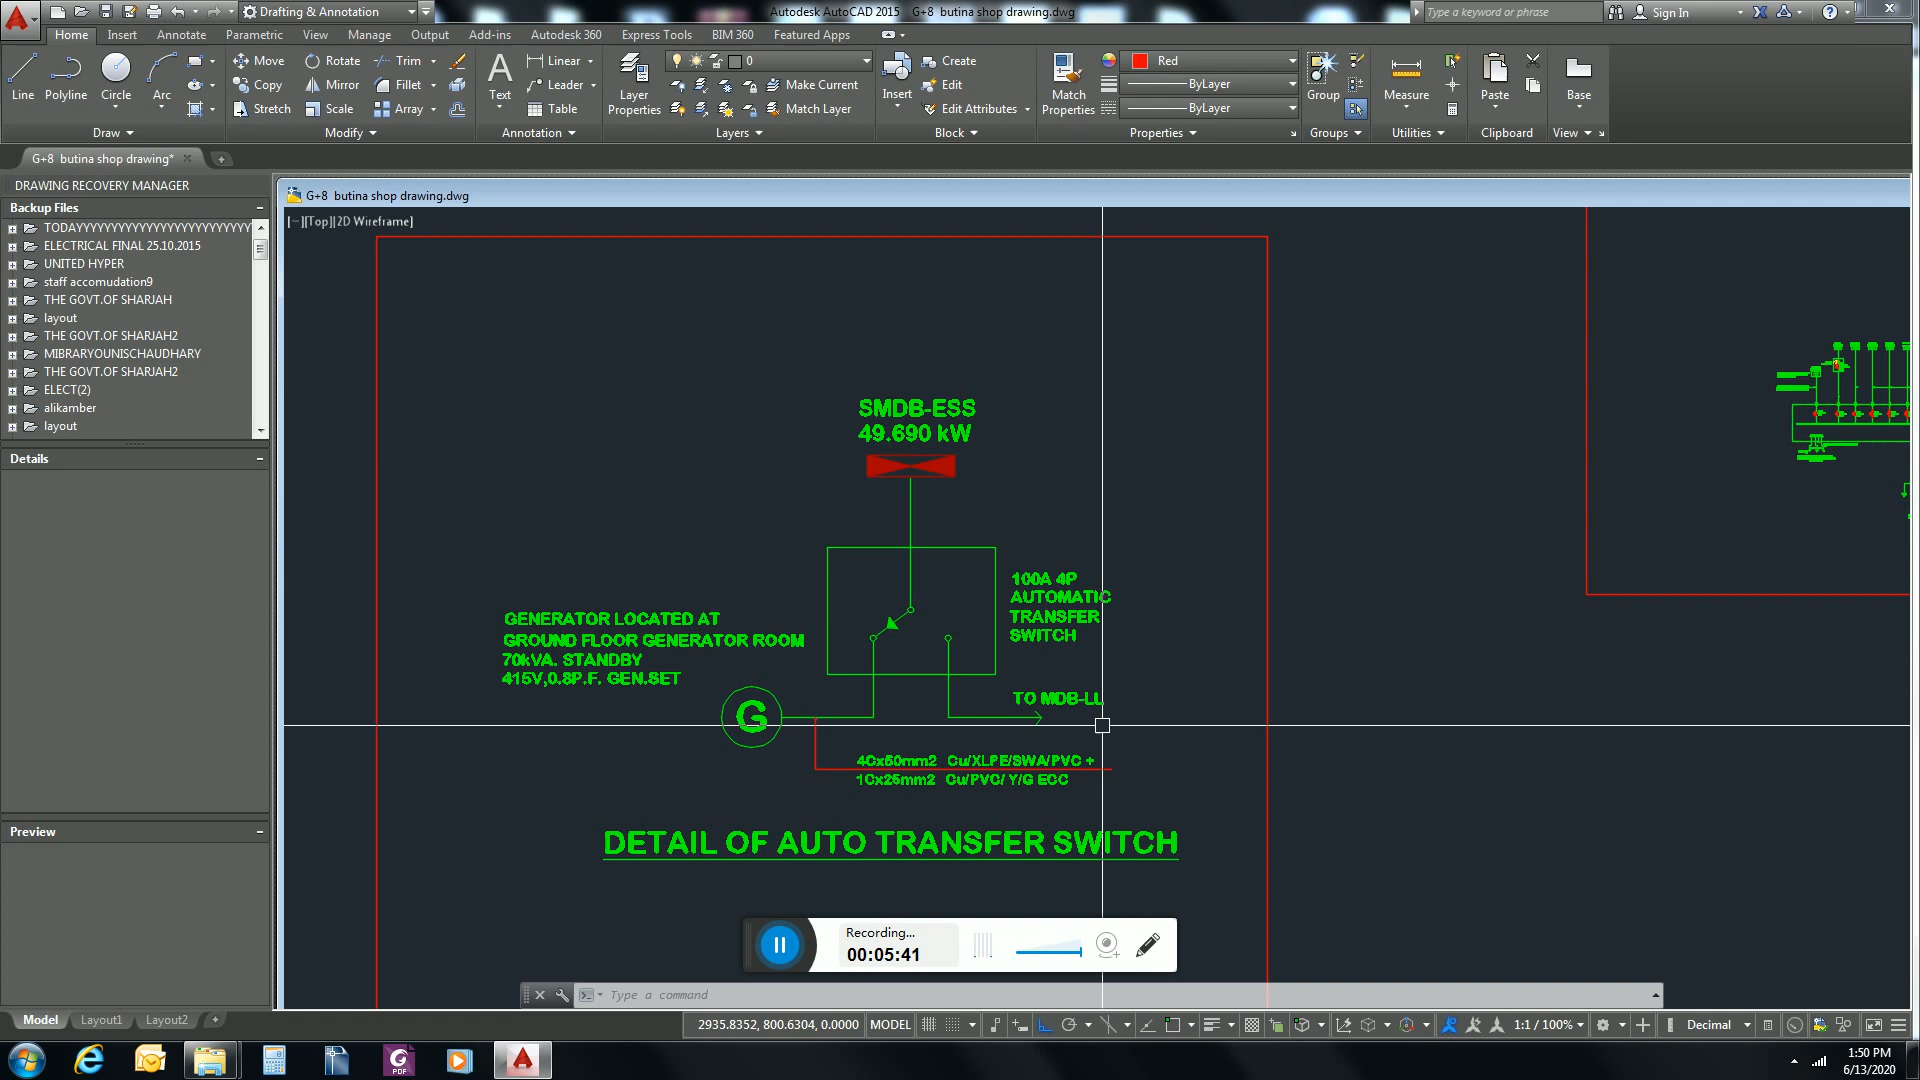 Drafting & Annotation
Autodesk AutoCAD 2015 G+8 butina shop drawing.dwg
Type a keyword or phrase
Sign In
Home Insert Annotate Parametric View Manage Output Add-ins Autodesk 360 Express Tools BIM 360 Featured Apps
Line Polyline Circle Arc
Draw
Move Rotate Trim
Copy Mirror Fillet
Stretch Scale Array
Modify
Text
Linear
Leader
Table
Annotation
Layer Properties
0
Make Current
Match Layer
Layers
Insert
Create
Edit
Edit Attributes
Block
Match Properties
Red
ByLayer
ByLayer
Properties
Group
Groups
Measure
Utilities
Paste
Clipboard
Base
View
G+8 butina shop drawing*
DRAWING RECOVERY MANAGER
Backup Files
TODAYYYYYYYYYYYYYYYYYYYYYYYY
ELECTRICAL FINAL 25.10.2015
UNITED HYPER
staff accomudation9
THE GOVT.OF SHARJAH
layout
THE GOVT.OF SHARJAH2
MIBRARYOUNISCHAUDHARY
THE GOVT.OF SHARJAH2
ELECT(2)
alikamber
layout
Details
Preview
G+8 butina shop drawing.dwg
[−][Top][2D Wireframe]
SMDB-ESS
49.690 kW
100A 4P
AUTOMATIC
TRANSFER
SWITCH
GENERATOR LOCATED AT
GROUND FLOOR GENERATOR ROOM
70kVA. STANDBY
415V,0.8P.F. GEN.SET
G
TO MDB-LL
4Cx50mm2 Cu/XLPE/SWA/PVC +
1Cx25mm2 Cu/PVC/ Y/G ECC
DETAIL OF AUTO TRANSFER SWITCH
Recording...
00:05:41
Type a command
Model Layout1 Layout2
2935.8352, 800.6304, 0.0000 MODEL
1:1 / 100%
Decimal
PDF
1:50 PM
6/13/2020